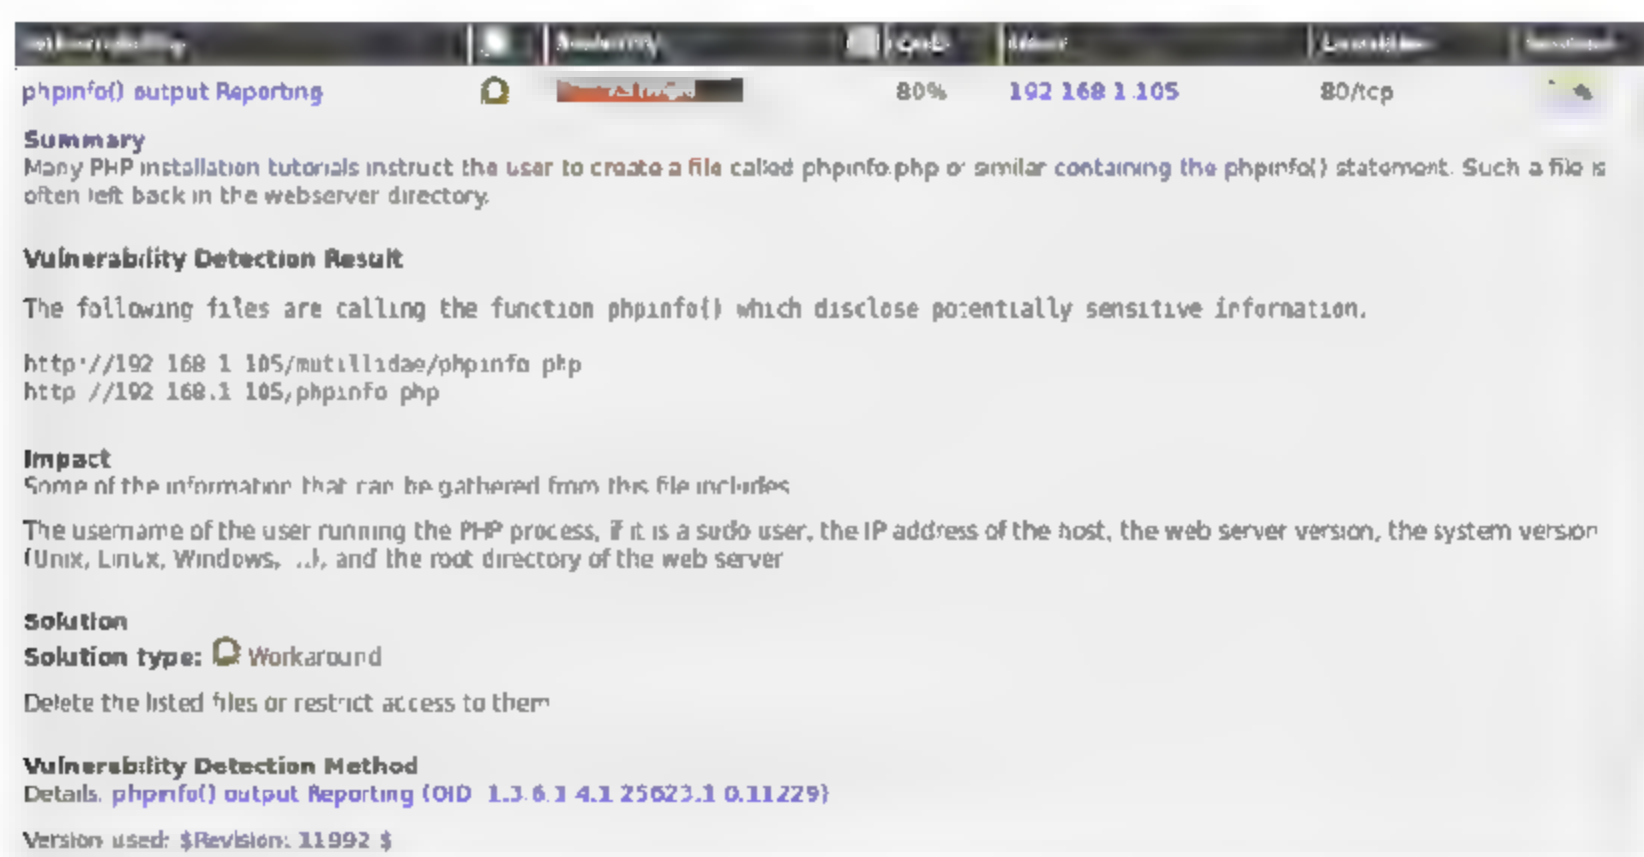 Vulnerability Severity QoD Host Location Actions
phpinfo() output Reporting 80% 192.168.1.105 80/tcp
Summary
Many PHP installation tutorials instruct the user to create a file called phpinfo.php or similar containing the phpinfo() statement. Such a file is
often left back in the webserver directory.
Vulnerability Detection Result
The following files are calling the function phpinfo() which disclose potentially sensitive information.
http://192.168.1.105/mutillidae/phpinfo.php
http://192.168.1.105/phpinfo.php
Impact
Some of the information that can be gathered from this file includes
The username of the user running the PHP process, if it is a sudo user, the IP address of the host, the web server version, the system version
(Unix, Linux, Windows, ...), and the root directory of the web server
Solution
Solution type: Workaround
Delete the listed files or restrict access to them
Vulnerability Detection Method
Details: phpinfo() output Reporting (OID: 1.3.6.1.4.1.25623.1.0.11229)
Version used: $Revision: 11992 $